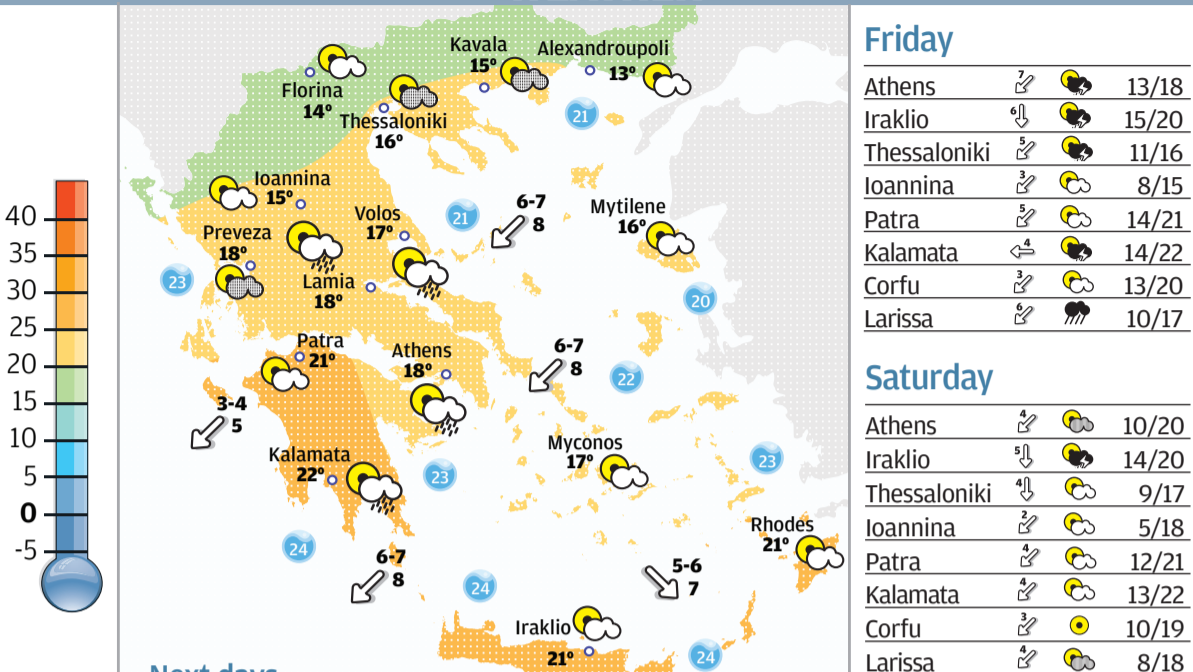 40
35
30
25
20
15
10
5
0
-5
Kavala
15°
Alexandroupoli
13°
Florina
14°
Thessaloniki
16°
21
Ioannina
15°
Volos
17°
21
6-7
8
Mytilene
16°
Preveza
18°
23
Lamia
18°
20
Patra
21°
Athens
18°
6-7
8
22
3-4
5
Kalamata
22°
23
Myconos
17°
23
24
Rhodes
21°
6-7
8
24
5-6
7
Iraklio
21°
24
Friday
Athens 7 13/18
Iraklio 6 15/20
Thessaloniki 5 11/16
Ioannina 3 8/15
Patra 5 14/21
Kalamata 4 14/22
Corfu 3 13/20
Larissa 6 10/17
Saturday
Athens 4 10/20
Iraklio 5 14/20
Thessaloniki 4 9/17
Ioannina 2 5/18
Patra 4 12/21
Kalamata 4 13/22
Corfu 3 10/19
Larissa 4 8/18
Next days